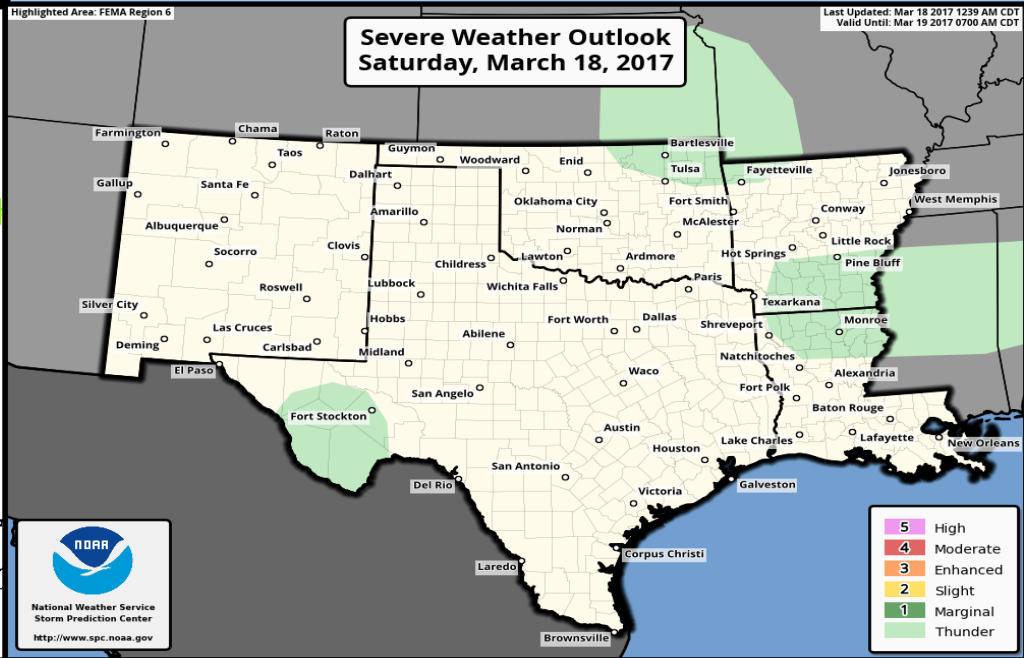 Highlighted Area: FEMA Region 6
Last Updated: Mar 18 2017 1239 AM CDT
Valid Until: Mar 19 2017 0700 AM CDT
Severe Weather Outlook
Saturday, March 18, 2017
Farmington
Chama
Raton
Guymon
Bartlesville
Taos
Woodward
Enid
Tulsa
Fayetteville
Jonesboro
Gallup
Santa Fe
Dalhart
Oklahoma City
Fort Smith
West Memphis
Albuquerque
Amarillo
Norman
McAlester
Conway
Socorro
Clovis
Childress
Lawton
Ardmore
Hot Springs
Little Rock
Pine Bluff
Roswell
Lubbock
Wichita Falls
Paris
Texarkana
Silver City
Las Cruces
Hobbs
Abilene
Fort Worth
Dallas
Shreveport
Monroe
Deming
Carlsbad
Midland
Natchitoches
El Paso
San Angelo
Waco
Fort Polk
Alexandria
Fort Stockton
Austin
Baton Rouge
Houston
Lake Charles
Lafayette
New Orleans
Del Rio
San Antonio
Victoria
Galveston
Laredo
Corpus Christi
Brownsville
NOAA
National Weather Service
Storm Prediction Center
http://www.spc.noaa.gov
5 High
4 Moderate
3 Enhanced
2 Slight
1 Marginal
Thunder